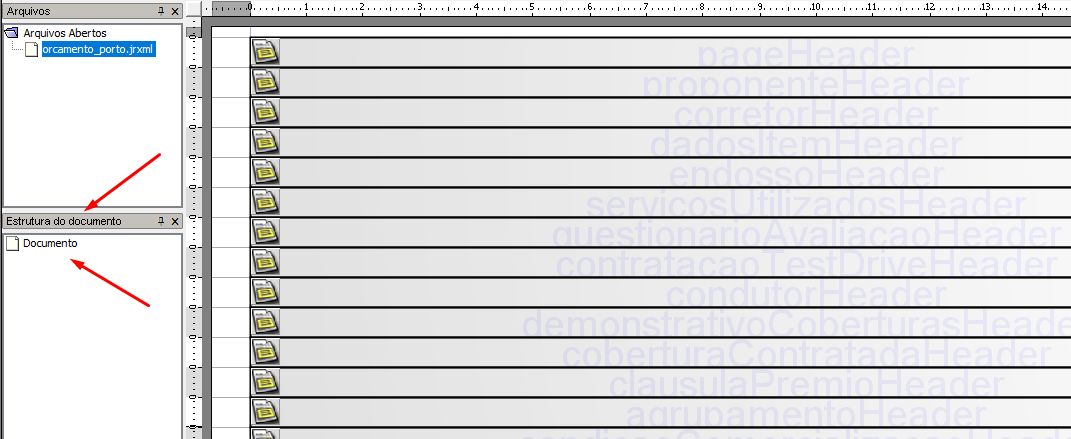 Arquivos
Arquivos Abertos
orcamento_porto.jrxml
Estrutura do documento
Documento
0 1 2 3 4 5 6 7 8 9 10 11 12 13 14
pageHeader
proponenteHeader
corretorHeader
dadosItemHeader
endossoHeader
servicosUtilizadosHeader
questionarioAvaliacaoHeader
contratacaoTestDriveHeader
condutorHeader
demonstrativoCoberturasHeade
coberturaContratadaHeader
clausulaPremioHeader
agrupamentoHeader